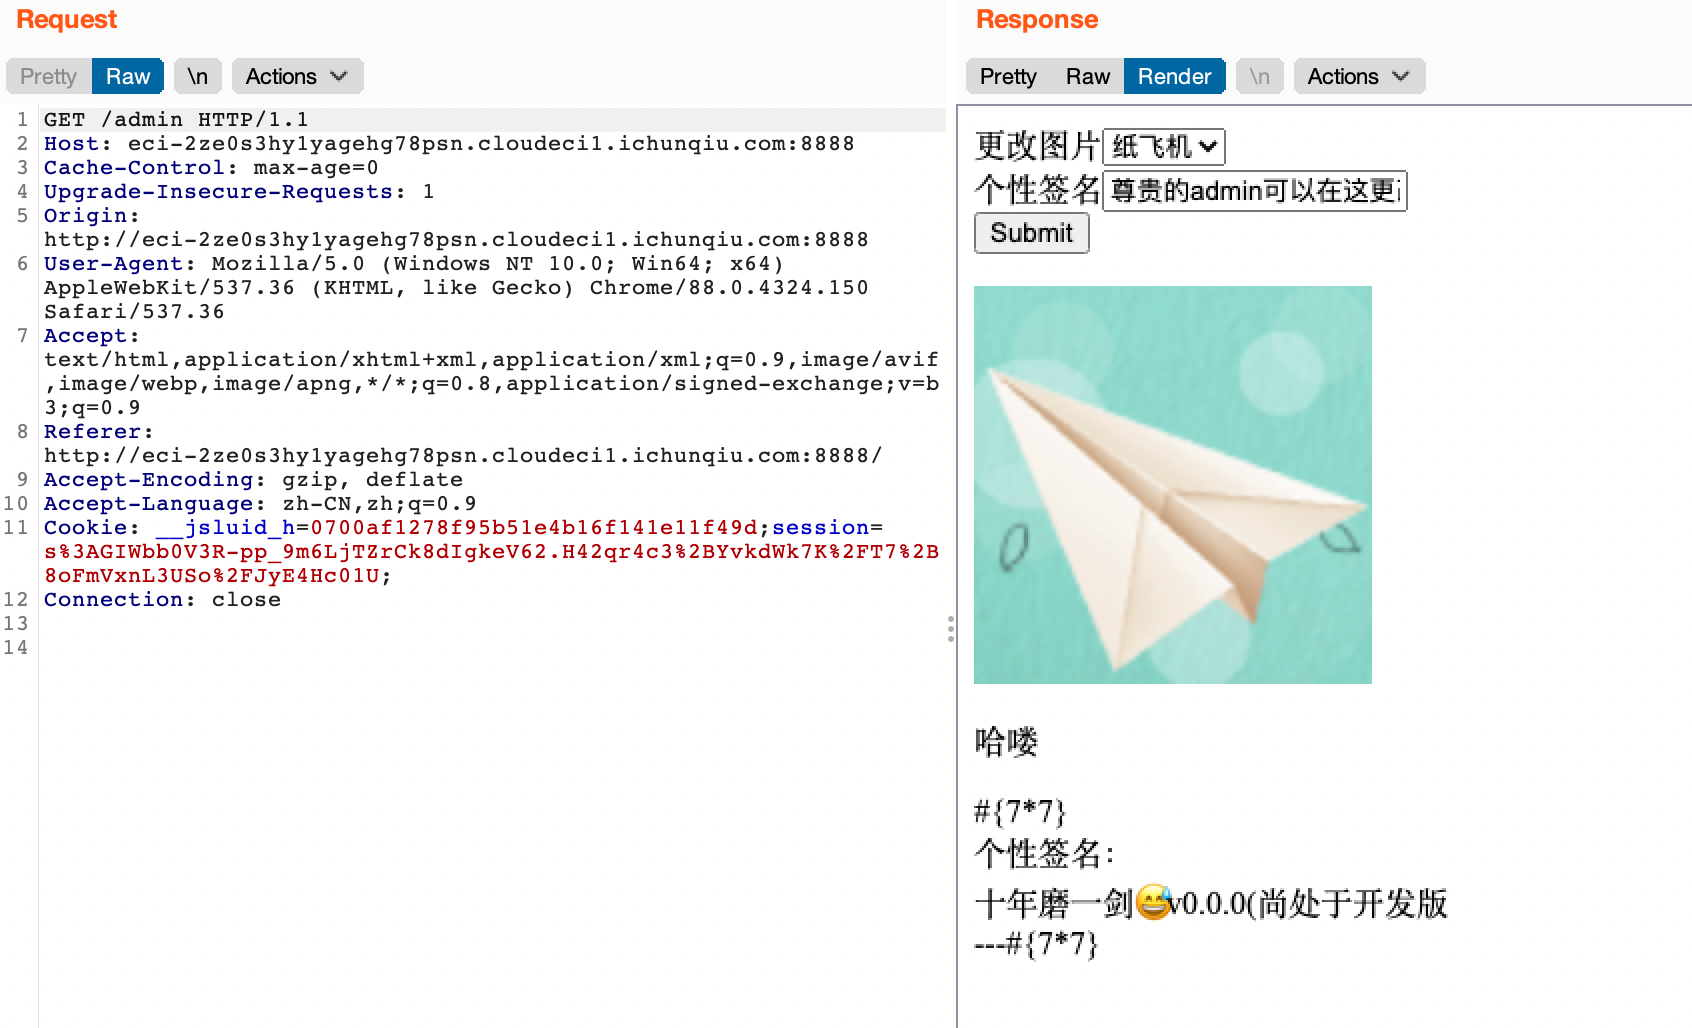 Request
Pretty Raw \n Actions
1 GET /admin HTTP/1.1
2 Host: eci-2ze0s3hy1yagehg78psn.cloudeci1.ichunqiu.com:8888
3 Cache-Control: max-age=0
4 Upgrade-Insecure-Requests: 1
5 Origin:
http://eci-2ze0s3hy1yagehg78psn.cloudeci1.ichunqiu.com:8888
6 User-Agent: Mozilla/5.0 (Windows NT 10.0; Win64; x64)
AppleWebKit/537.36 (KHTML, like Gecko) Chrome/88.0.4324.150
Safari/537.36
7 Accept:
text/html,application/xhtml+xml,application/xml;q=0.9,image/avif
,image/webp,image/apng,*/*;q=0.8,application/signed-exchange;v=b
3;q=0.9
8 Referer:
http://eci-2ze0s3hy1yagehg78psn.cloudeci1.ichunqiu.com:8888/
9 Accept-Encoding: gzip, deflate
10 Accept-Language: zh-CN,zh;q=0.9
11 Cookie: __jsluid_h=0700af1278f95b51e4b16f141e11f49d;session=
s%3AGIWbb0V3R-pp_9m6LjTZrCk8dIgkeV62.H42qr4c3%2BYvkdWk7K%2FT7%2B
8oFmVxnL3USo%2FJyE4Hc01U;
12 Connection: close
13
14
Response
Pretty Raw Render \n Actions
更改图片 纸飞机
个性签名 尊贵的admin可以在这更
Submit
哈喽
#{7*7}
个性签名：
十年磨一剑😅v0.0.0(尚处于开发版
---#{7*7}